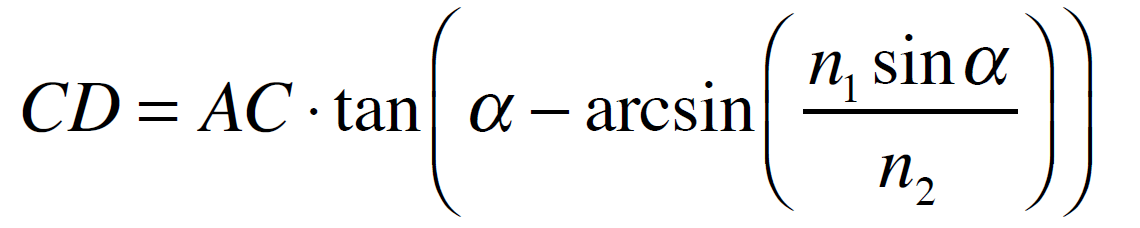 CD = AC · tan( α − arcsin( n₁ sin α / n₂ ) )